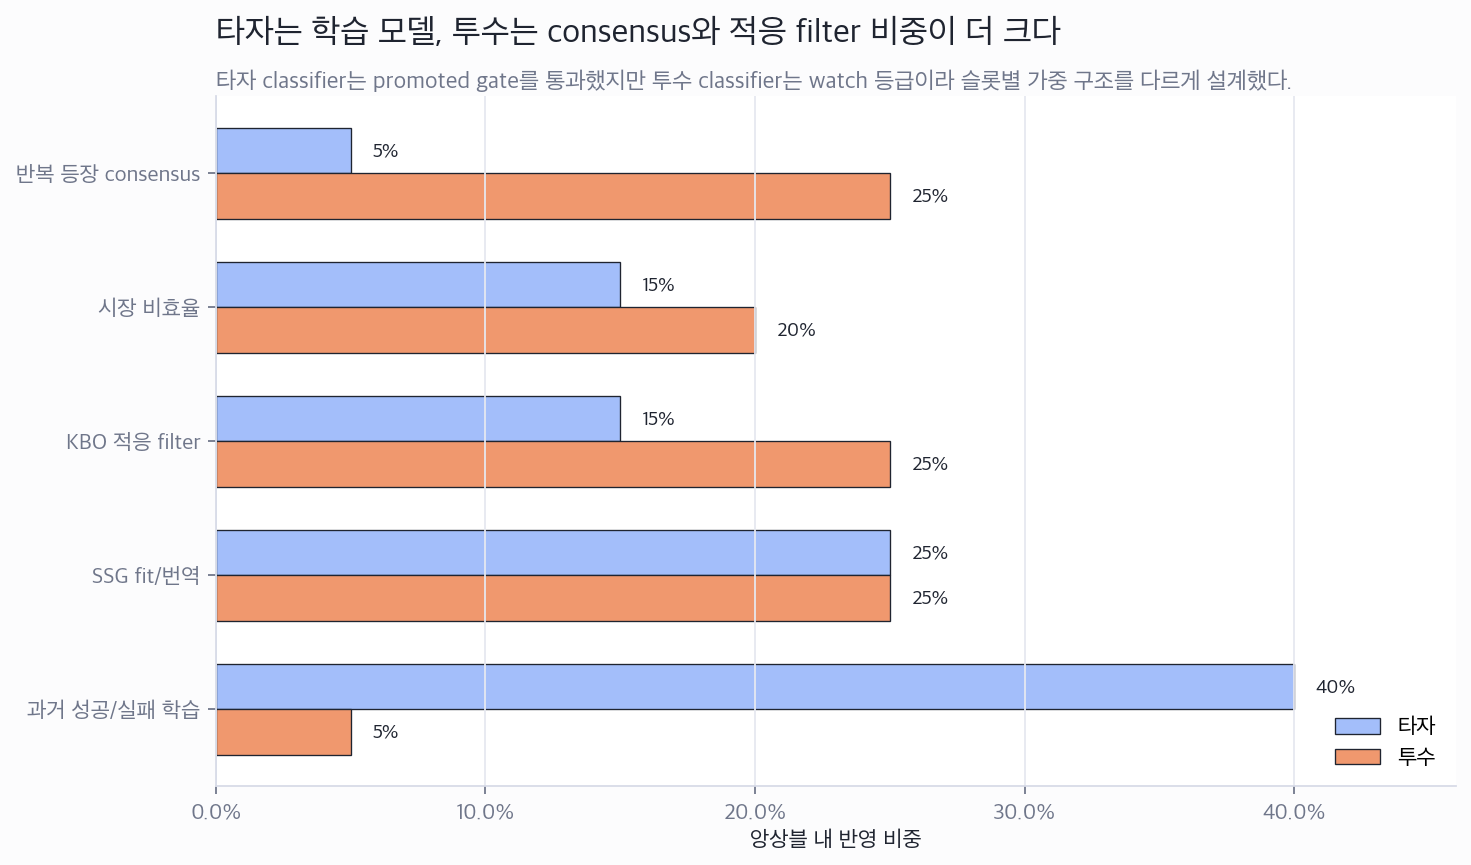 타자는 학습 모델, 투수는 consensus와 적응 filter 비중이 더 크다
타자 classifier는 promoted gate를 통과했지만 투수 classifier는 watch 등급이라 슬롯별 가중 구조를 다르게 설계했다.
반복 등장 consensus
5%
25%
시장 비효율
15%
20%
KBO 적응 filter
15%
25%
SSG fit/번역
25%
25%
과거 성공/실패 학습
40%
5%
타자
투수
0.0% 10.0% 20.0% 30.0% 40.0%
앙상블 내 반영 비중